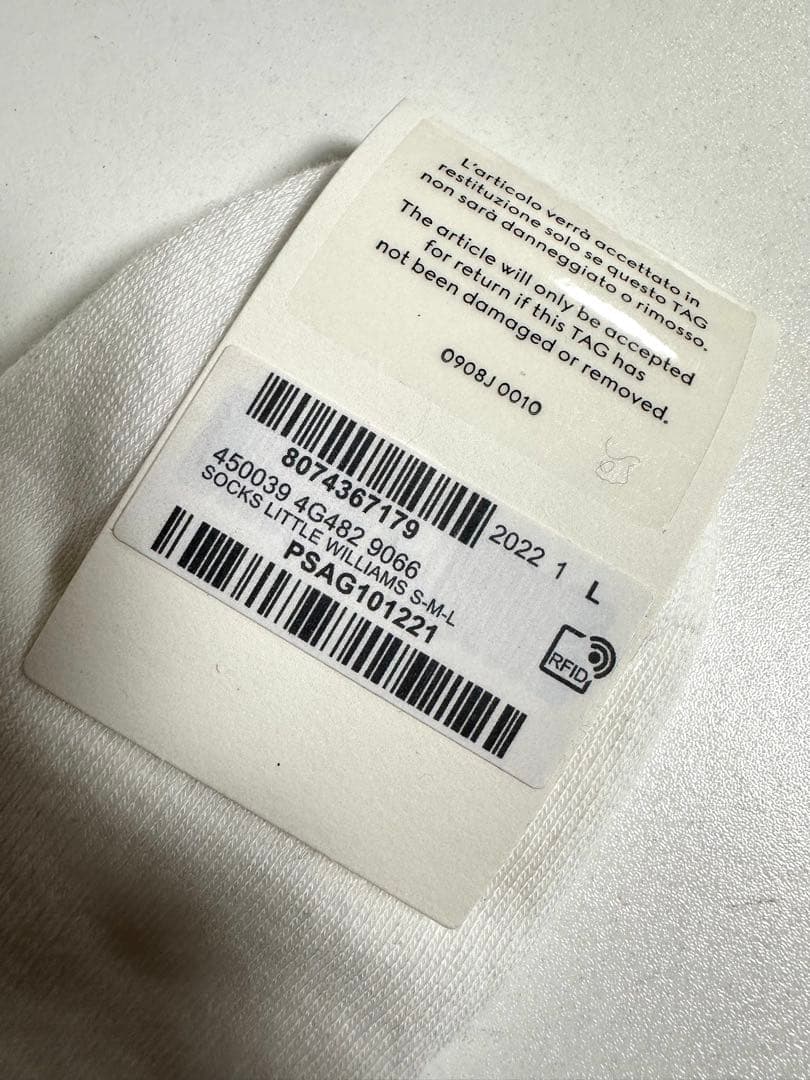 L'articolo verrà accettato in
restituzione solo se questo TAG
non sarà danneggiato o rimosso.
The article will only be accepted
for return if this TAG has
not been damaged or removed.
0908J 0010
8074367179
450039 4G482 9066 2022 1 L
SOCKS LITTLE WILLIAMS S-M-L
PSAG101221
RFID